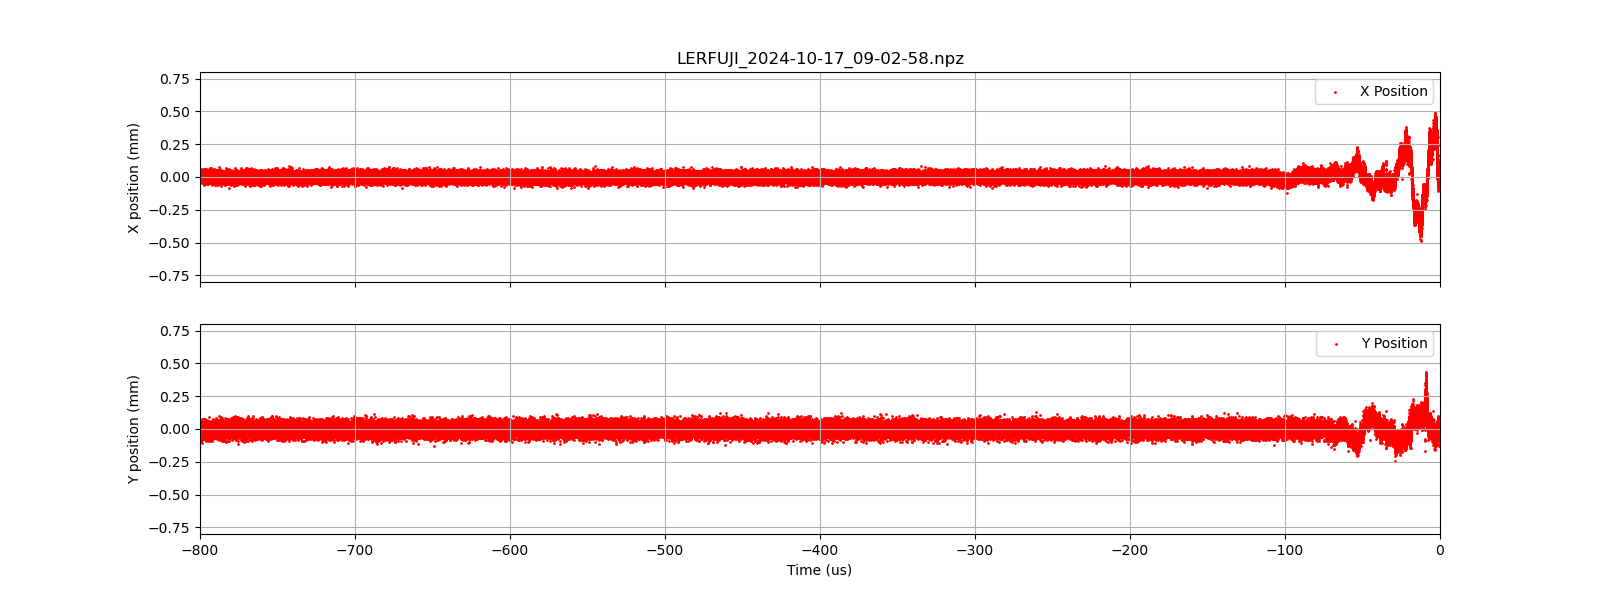 LERFUJI_2024-10-17_09-02-58.npz
0.75
0.50
0.25
0.00
−0.25
−0.50
−0.75
X position (mm)
X Position
0.75
0.50
0.25
0.00
−0.25
−0.50
−0.75
Y position (mm)
Y Position
−800 −700 −600 −500 −400 −300 −200 −100 0
Time (us)